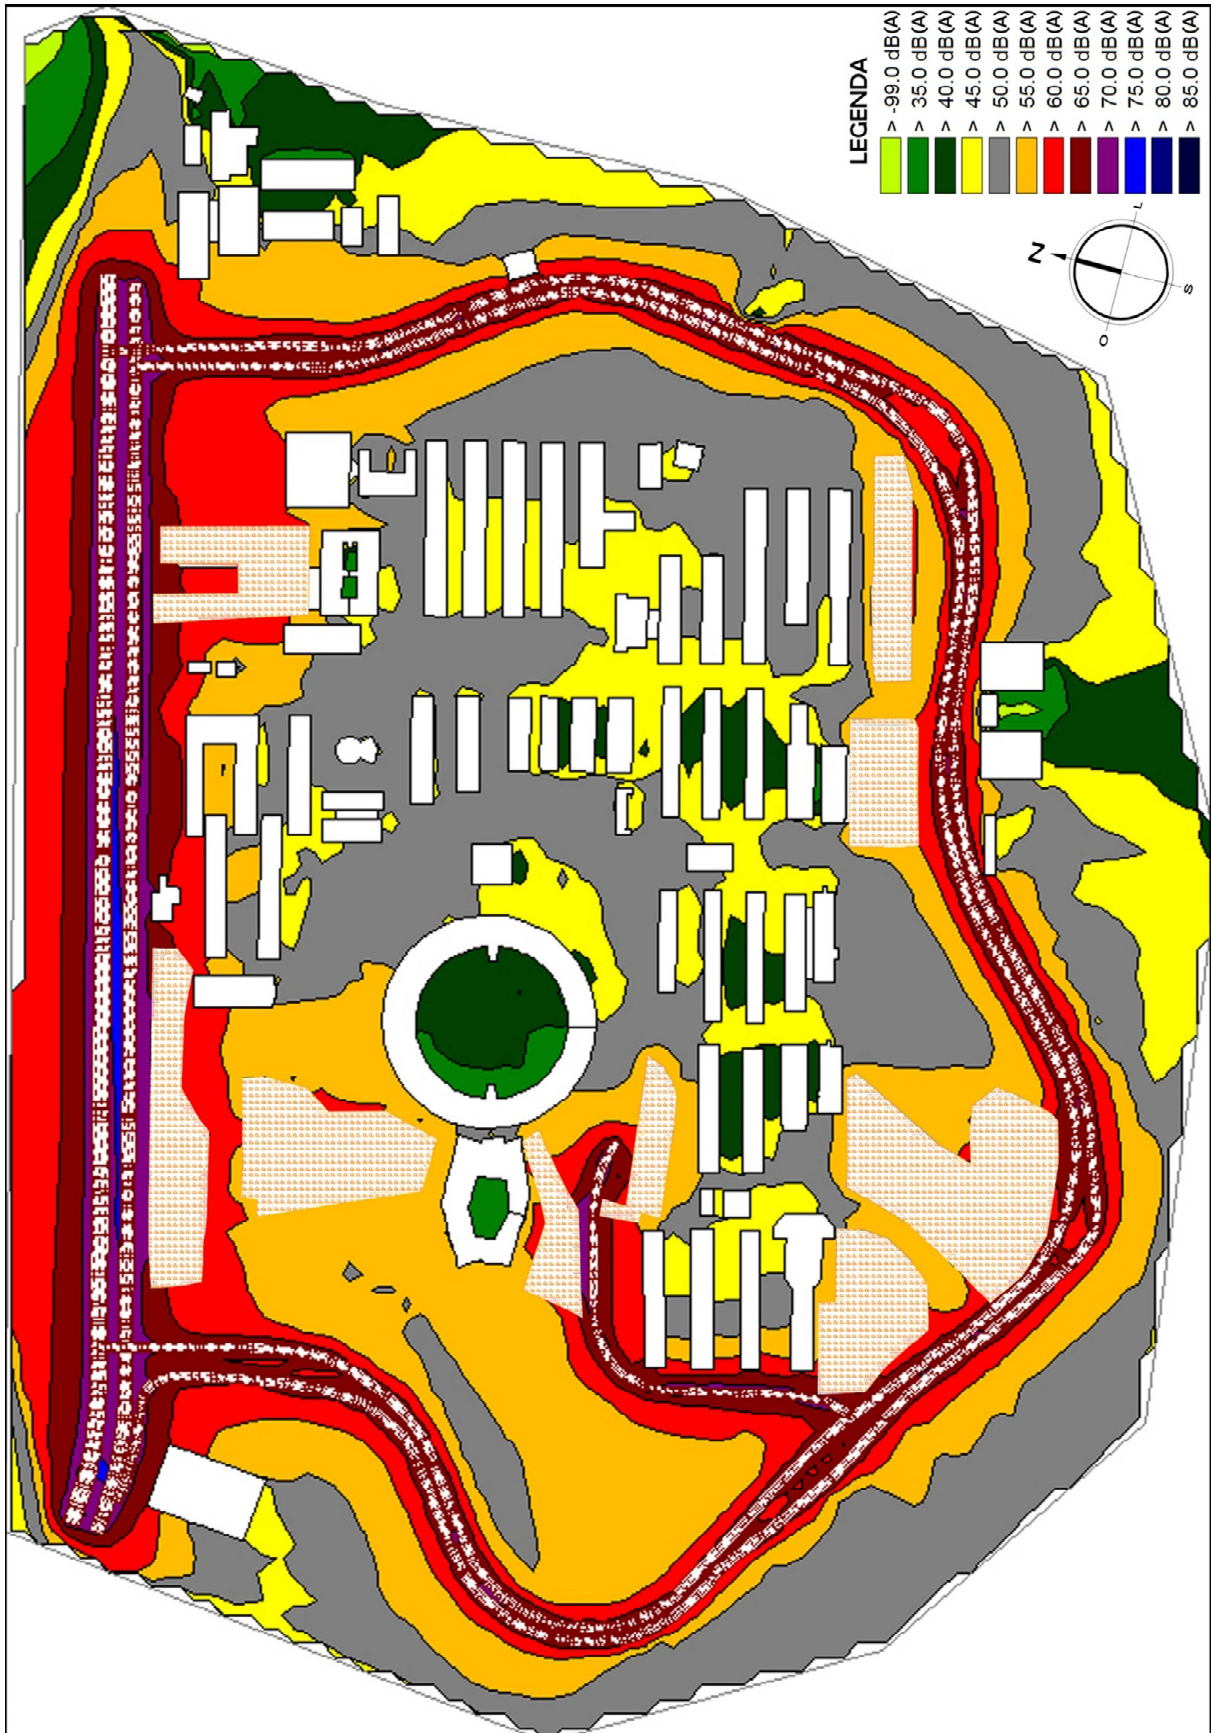 LEGENDA
> -99.0 dB(A)
> 35.0 dB(A)
> 40.0 dB(A)
> 45.0 dB(A)
> 50.0 dB(A)
> 55.0 dB(A)
> 60.0 dB(A)
> 65.0 dB(A)
> 70.0 dB(A)
> 75.0 dB(A)
> 80.0 dB(A)
> 85.0 dB(A)
N
L
S
O